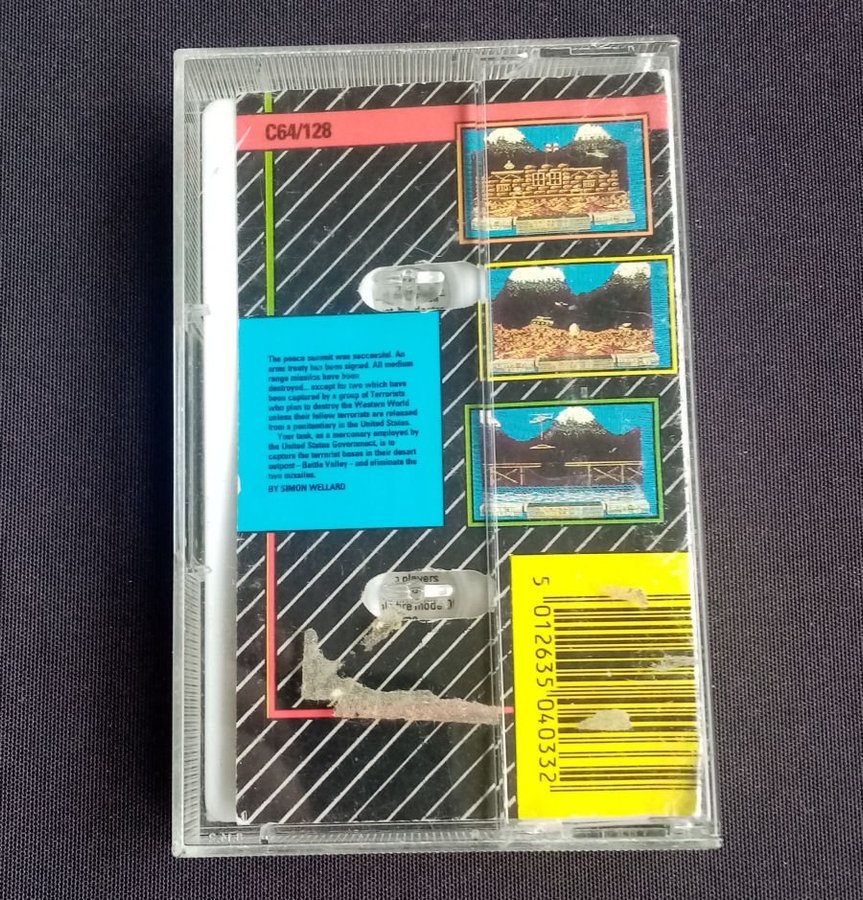 C64/128
The peace summit was successful. An
arms treaty has been signed. All medium
range missiles have been
destroyed... except for two which have
been captured by a group of Terrorists
who plan to destroy the Western World
unless their fellow terrorists are released
from a penitentiary in the United States.
Your task, as a mercenary employed by
the United States Government, is to
capture the terrorist bases in their desert
outpost - Battle Valley - and eliminate the
two missiles.
BY SIMON WELLARD
players
fire mode
5 012635 040332